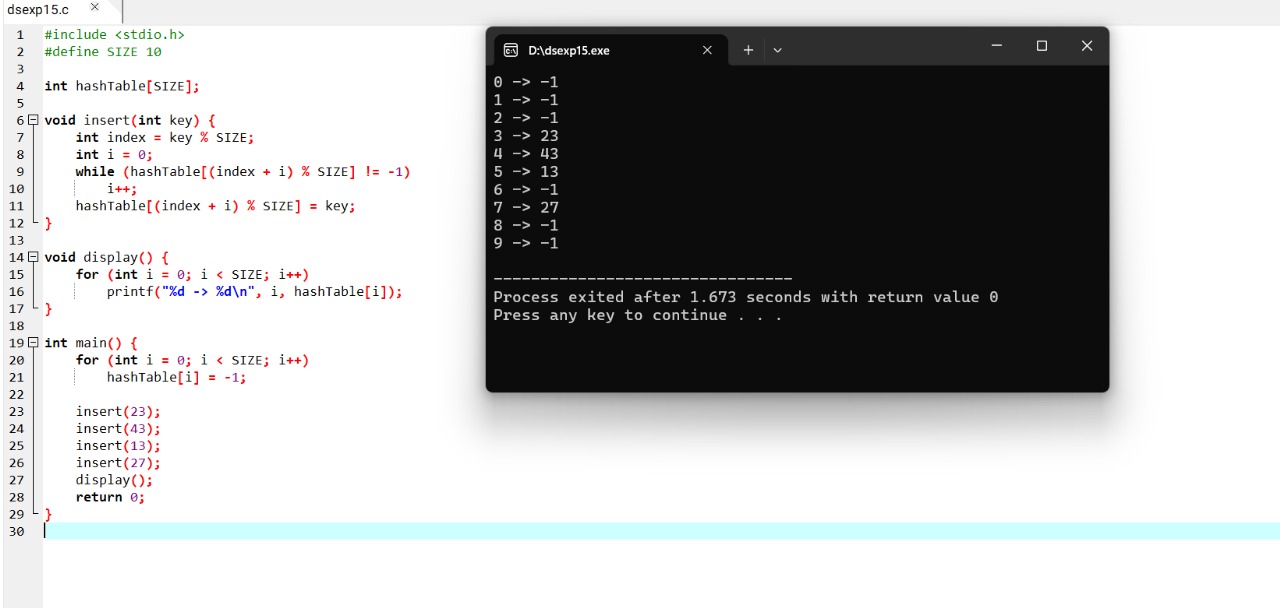 dsexp15.c
1 #include <stdio.h>
2 #define SIZE 10
3
4 int hashTable[SIZE];
5
6 void insert(int key) {
7     int index = key % SIZE;
8     int i = 0;
9     while (hashTable[(index + i) % SIZE] != -1)
10         i++;
11     hashTable[(index + i) % SIZE] = key;
12 }
13
14 void display() {
15     for (int i = 0; i < SIZE; i++)
16         printf("%d -> %d\n", i, hashTable[i]);
17 }
18
19 int main() {
20     for (int i = 0; i < SIZE; i++)
21         hashTable[i] = -1;
22
23     insert(23);
24     insert(43);
25     insert(13);
26     insert(27);
27     display();
28     return 0;
29 }
30
D:\dsexp15.exe
0 -> -1
1 -> -1
2 -> -1
3 -> 23
4 -> 43
5 -> 13
6 -> -1
7 -> 27
8 -> -1
9 -> -1
--------------------------------
Process exited after 1.673 seconds with return value 0
Press any key to continue . . .